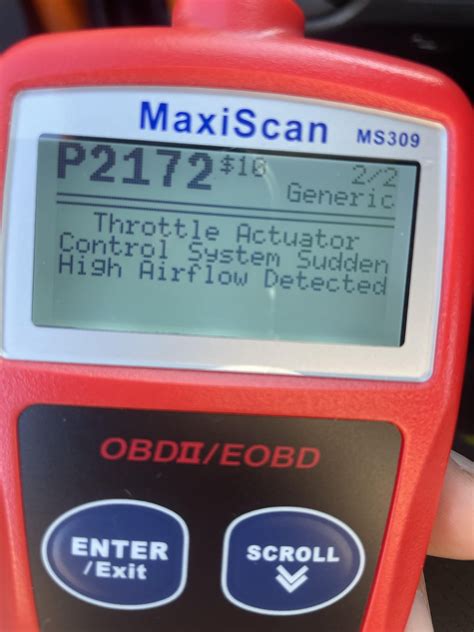 MaxiScan MS309
P2172 $10 2/2
Generic
Throttle Actuator
Control System Sudden
High Airflow Detected
OBDII/EOBD
ENTER
/Exit
SCROLL